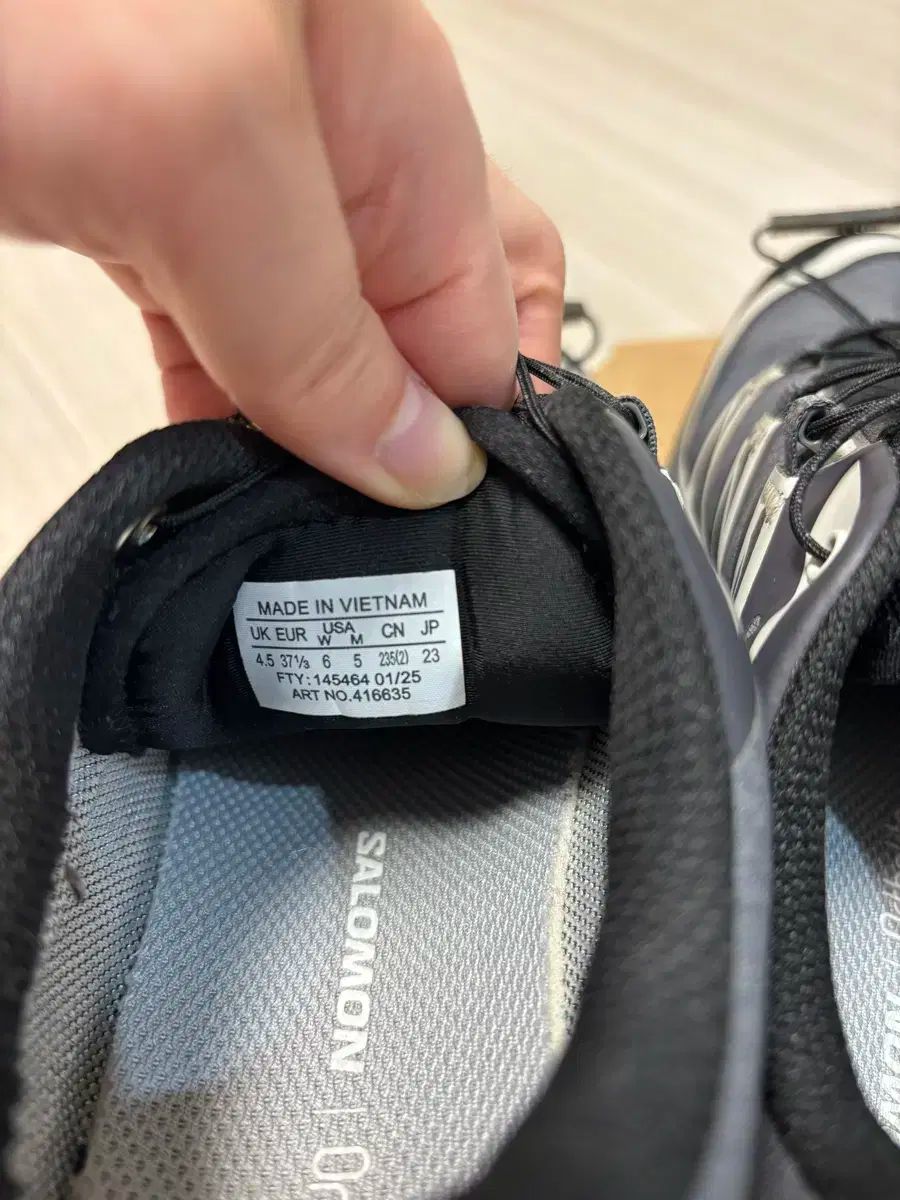 MADE IN VIETNAM
UK EUR USA CN JP
W M
4.5 37⅓ 6 5 235(2) 23
FTY: 145464 01/25
ART NO.416635
SALOMON | Or